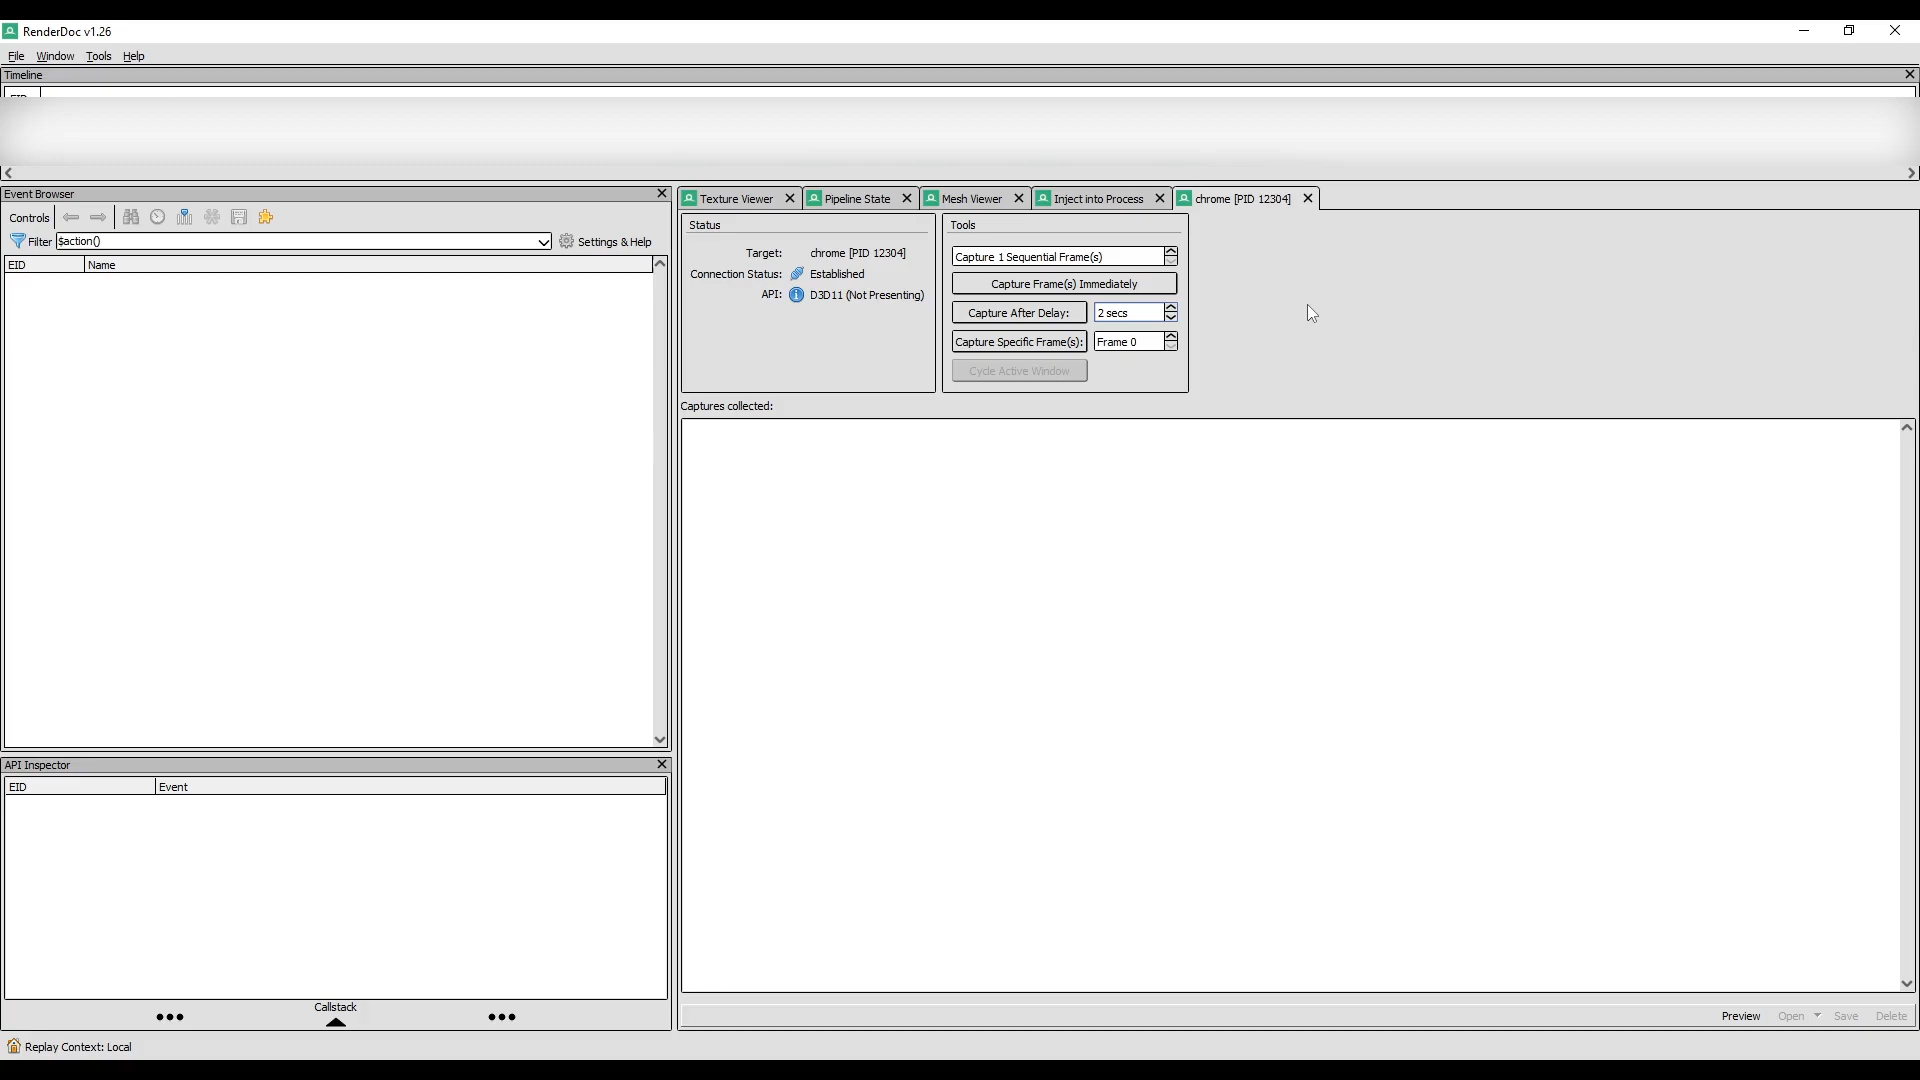 RenderDoc v1.26
File Window Tools Help
Timeline
EID
Event Browser
Controls
Filter $action() Settings & Help
EID Name
API Inspector
EID Event
Callstack
Texture Viewer Pipeline State Mesh Viewer Inject into Process chrome [PID 12304]
Status
Target: chrome [PID 12304]
Connection Status: Established
API: D3D11 (Not Presenting)
Tools
Capture 1 Sequential Frame(s)
Capture Frame(s) Immediately
Capture After Delay: 2 secs
Capture Specific Frame(s): Frame 0
Cycle Active Window
Captures collected:
Preview Open Save Delete
Replay Context: Local